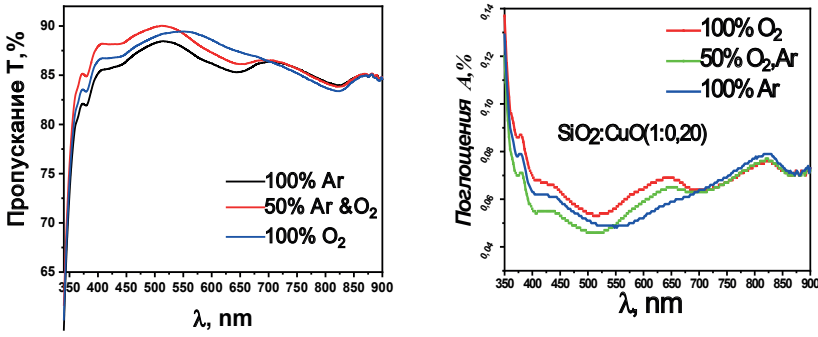 Пропускание T,%
90
85
80
75
70
65
350 400 450 500 550 600 650 700 750 800 850 900
λ, nm
100% Ar
50% Ar &O₂
100% O₂
Поглощения A,%
0,14
0,12
0,10
0,08
0,06
0,04
350 400 450 500 550 600 650 700 750 800 850 900
λ, nm
100% O₂
50% O₂,Ar
100% Ar
SiO₂:CuO(1:0,20)